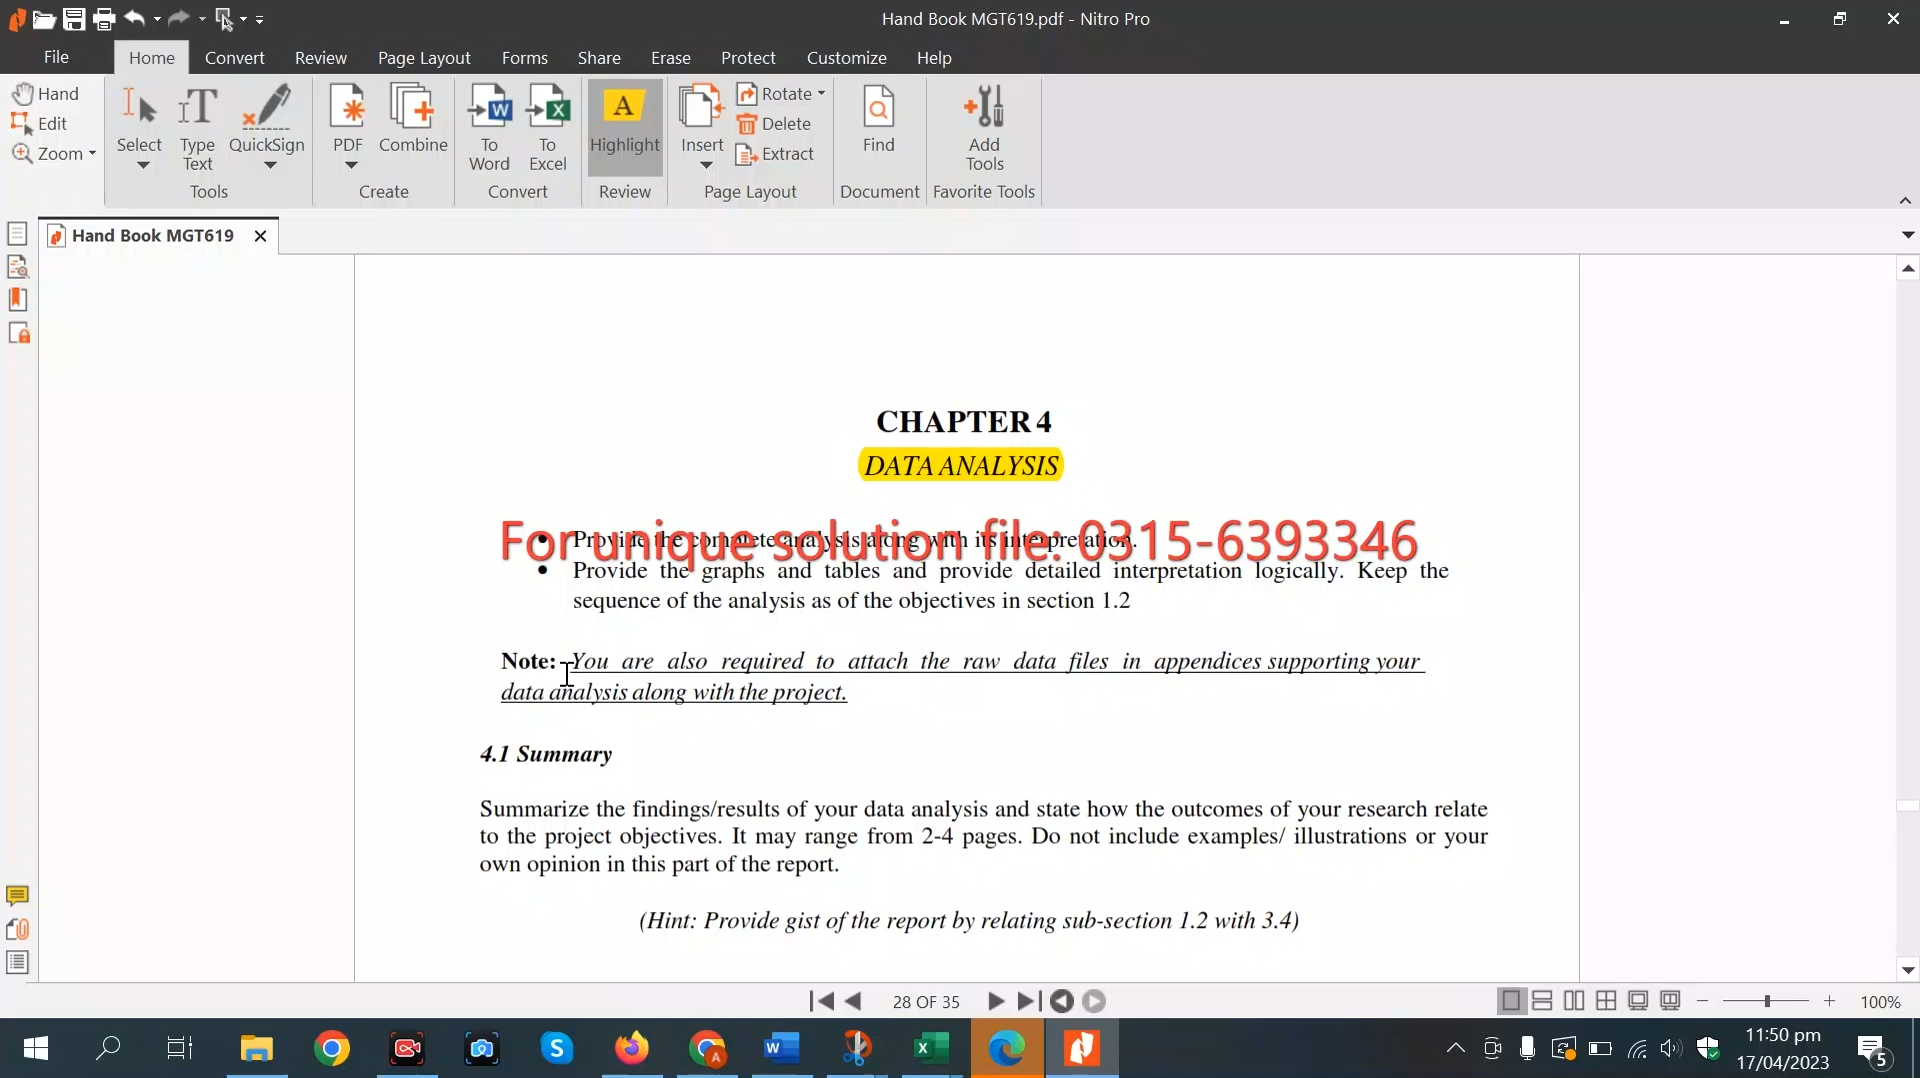 Hand Book MGT619.pdf - Nitro Pro
File Home Convert Review Page Layout Forms Share Erase Protect Customize Help
Hand
Edit
Zoom
Select
Type Text
QuickSign
Tools
PDF
Combine
Create
To Word
To Excel
Convert
A
Highlight
Review
Insert
Rotate
Delete
Extract
Page Layout
Find
Document
Add Tools
Favorite Tools
Hand Book MGT619
CHAPTER 4
DATA ANALYSIS
For unique solution file: 0315-6393346
• Provide the complete analysis along with its interpretation.
• Provide the graphs and tables and provide detailed interpretation logically. Keep the
sequence of the analysis as of the objectives in section 1.2
Note: You are also required to attach the raw data files in appendices supporting your
data analysis along with the project.
4.1 Summary
Summarize the findings/results of your data analysis and state how the outcomes of your research relate
to the project objectives. It may range from 2-4 pages. Do not include examples/ illustrations or your
own opinion in this part of the report.
(Hint: Provide gist of the report by relating sub-section 1.2 with 3.4)
28 OF 35
100%
11:50 pm
17/04/2023
5